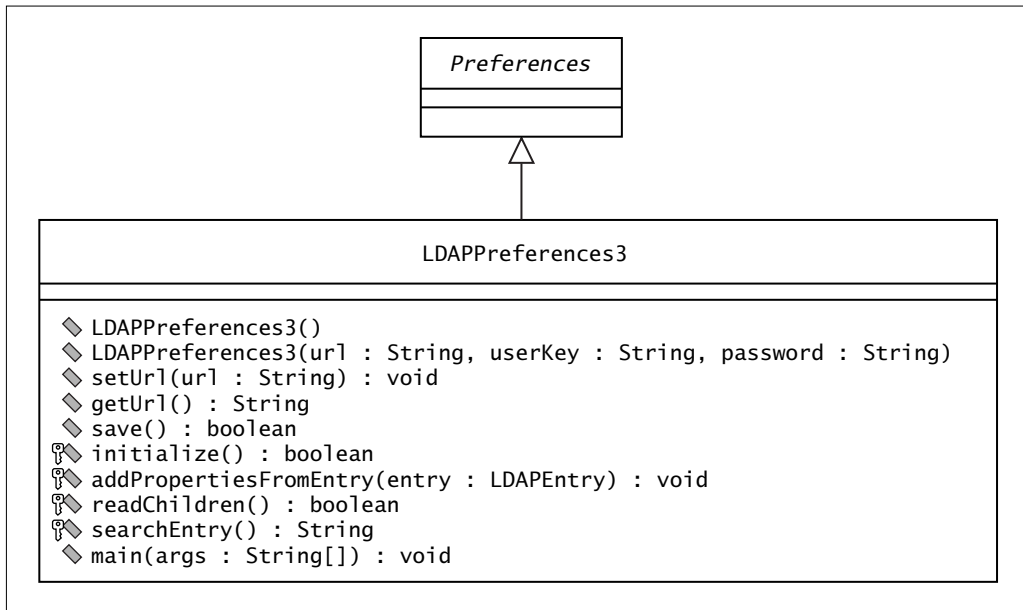 Preferences
LDAPPreferences3
LDAPPreferences3()
LDAPPreferences3(url : String, userKey : String, password : String)
setUrl(url : String) : void
getUrl() : String
save() : boolean
initialize() : boolean
addPropertiesFromEntry(entry : LDAPEntry) : void
readChildren() : boolean
searchEntry() : String
main(args : String[]) : void